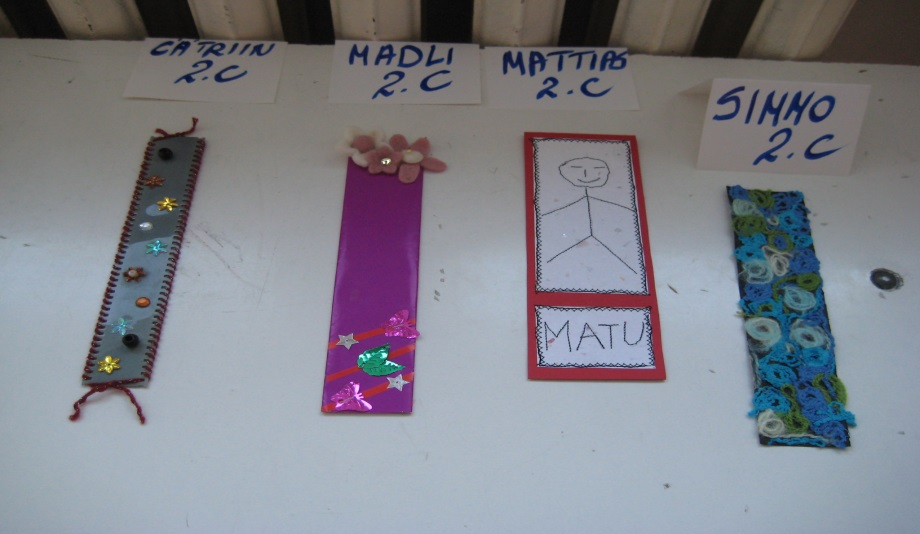 CATRIIN
2.C
MADLI
2.C
MATTIAS
2.C
SIMMO
2.C
MATU